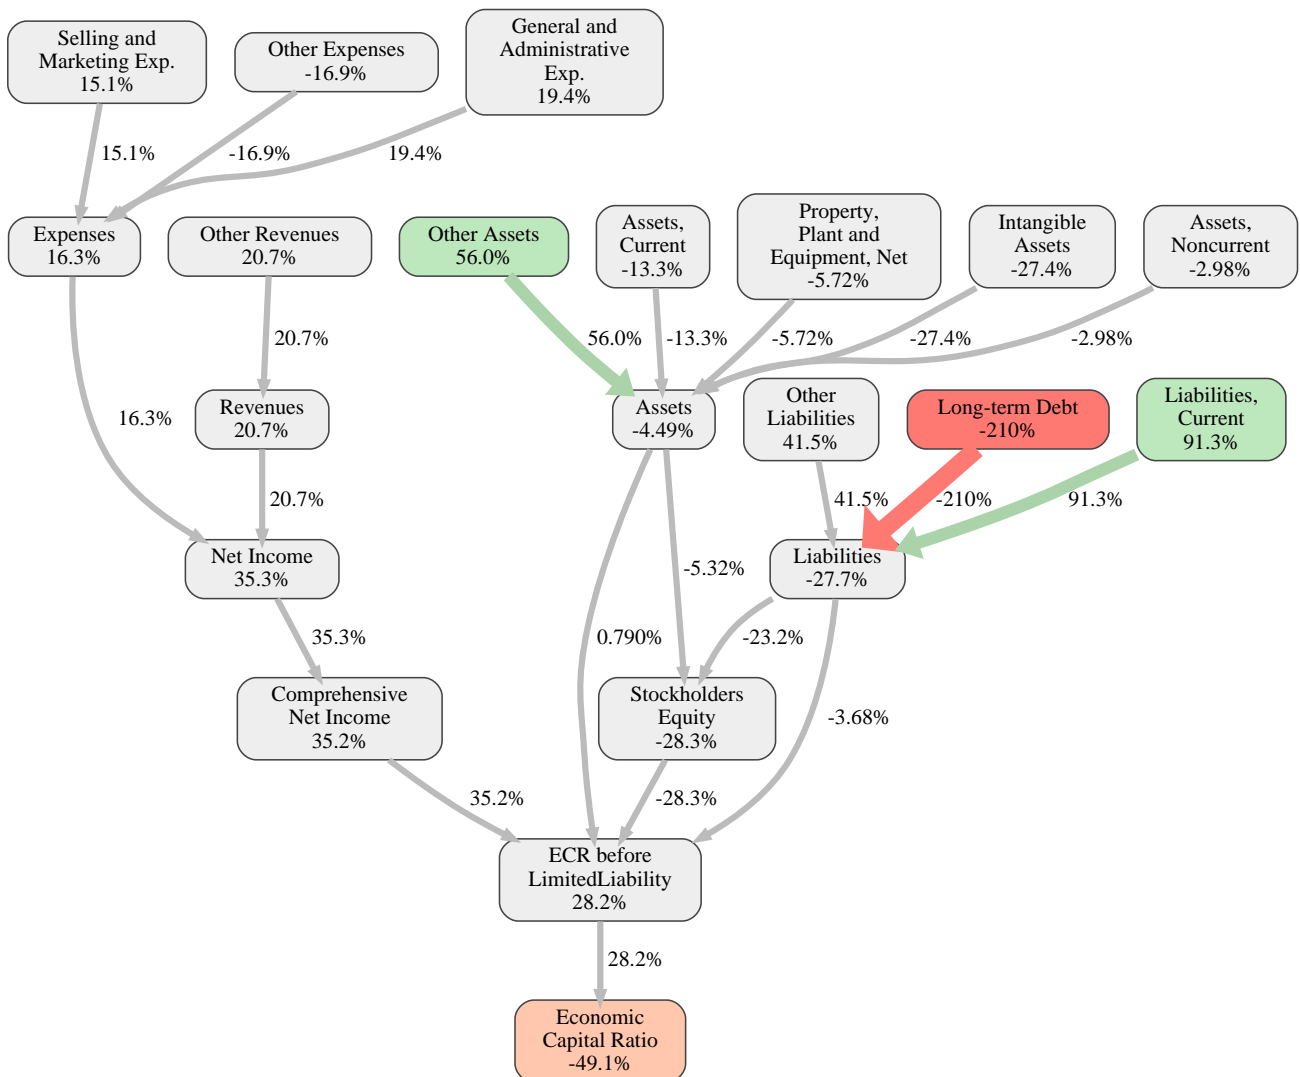 Selling and
Marketing Exp.
15.1%
Other Expenses
-16.9%
General and
Administrative
Exp.
19.4%
15.1%
-16.9%
19.4%
Expenses
16.3%
Other Revenues
20.7%
Other Assets
56.0%
Assets,
Current
-13.3%
Property,
Plant and
Equipment, Net
-5.72%
Intangible
Assets
-27.4%
Assets,
Noncurrent
-2.98%
20.7%
56.0%
-13.3%
-5.72%
-27.4%
-2.98%
16.3%
Revenues
20.7%
Assets
-4.49%
Other
Liabilities
41.5%
Long-term Debt
-210%
Liabilities,
Current
91.3%
20.7%
41.5%
-210%
91.3%
Net Income
35.3%
Liabilities
-27.7%
-5.32%
35.3%
0.790%
-23.2%
Comprehensive
Net Income
35.2%
Stockholders
Equity
-28.3%
-3.68%
35.2%
-28.3%
ECR before
LimitedLiability
28.2%
28.2%
Economic
Capital Ratio
-49.1%